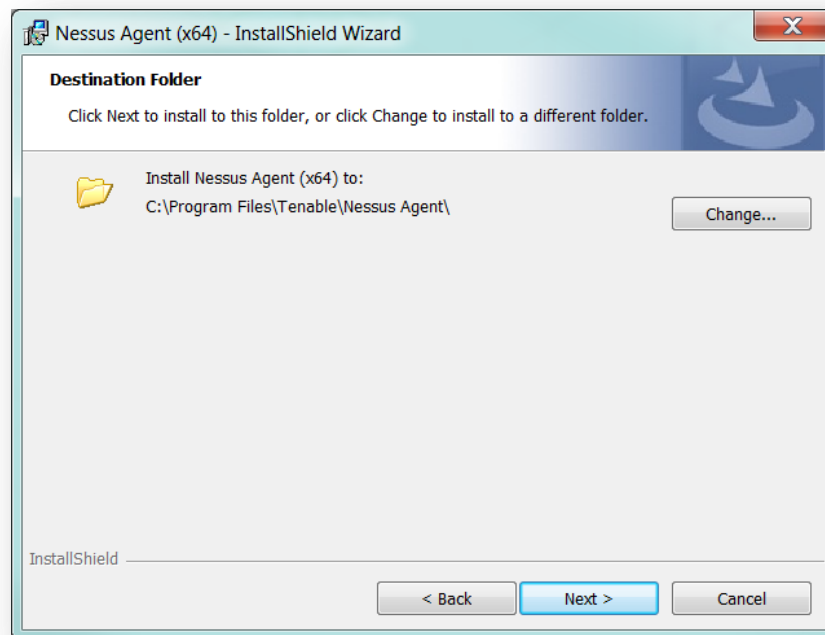 Nessus Agent (x64) - InstallShield Wizard
Destination Folder
Click Next to install to this folder, or click Change to install to a different folder.
Install Nessus Agent (x64) to:
C:\Program Files\Tenable\Nessus Agent\
Change...
InstallShield
< Back
Next >
Cancel